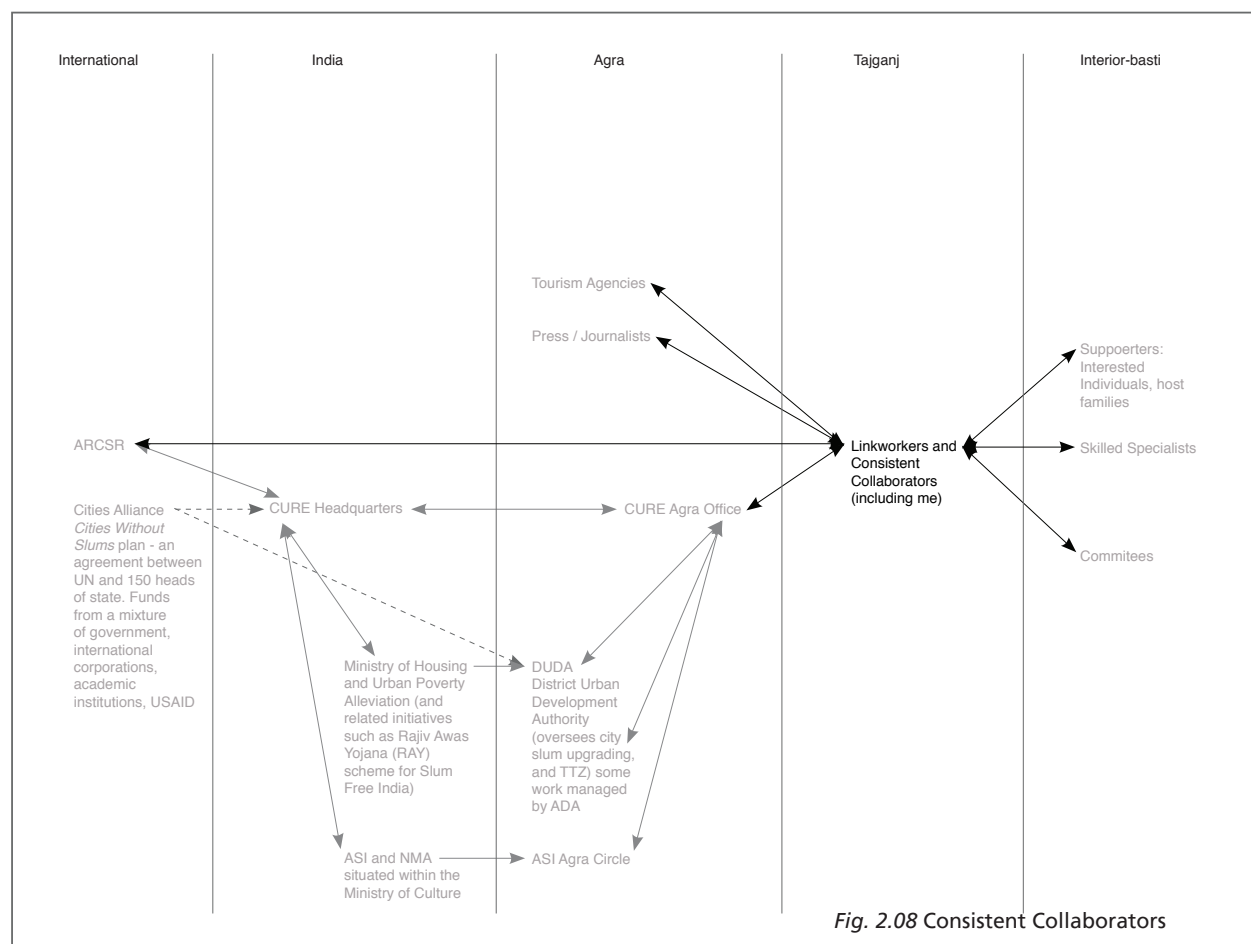 International
India
Agra
Tajganj
Interior-basti
Tourism Agencies
Press / Journalists
Suppoerters:
Interested
Individuals, host
families
ARCSR
Linkworkers and
Consistent
Collaborators
(including me)
Skilled Specialists
Cities Alliance
Cities Without
Slums plan - an
agreement between
UN and 150 heads
of state. Funds
from a mixture
of government,
international
corporations,
academic
institutions, USAID
CURE Headquarters
CURE Agra Office
Commitees
Ministry of Housing
and Urban Poverty
Alleviation (and
related initiatives
such as Rajiv Awas
Yojana (RAY)
scheme for Slum
Free India)
DUDA
District Urban
Development
Authority
(oversees city
slum upgrading,
and TTZ) some
work managed
by ADA
ASI and NMA
situated within the
Ministry of Culture
ASI Agra Circle
Fig. 2.08 Consistent Collaborators